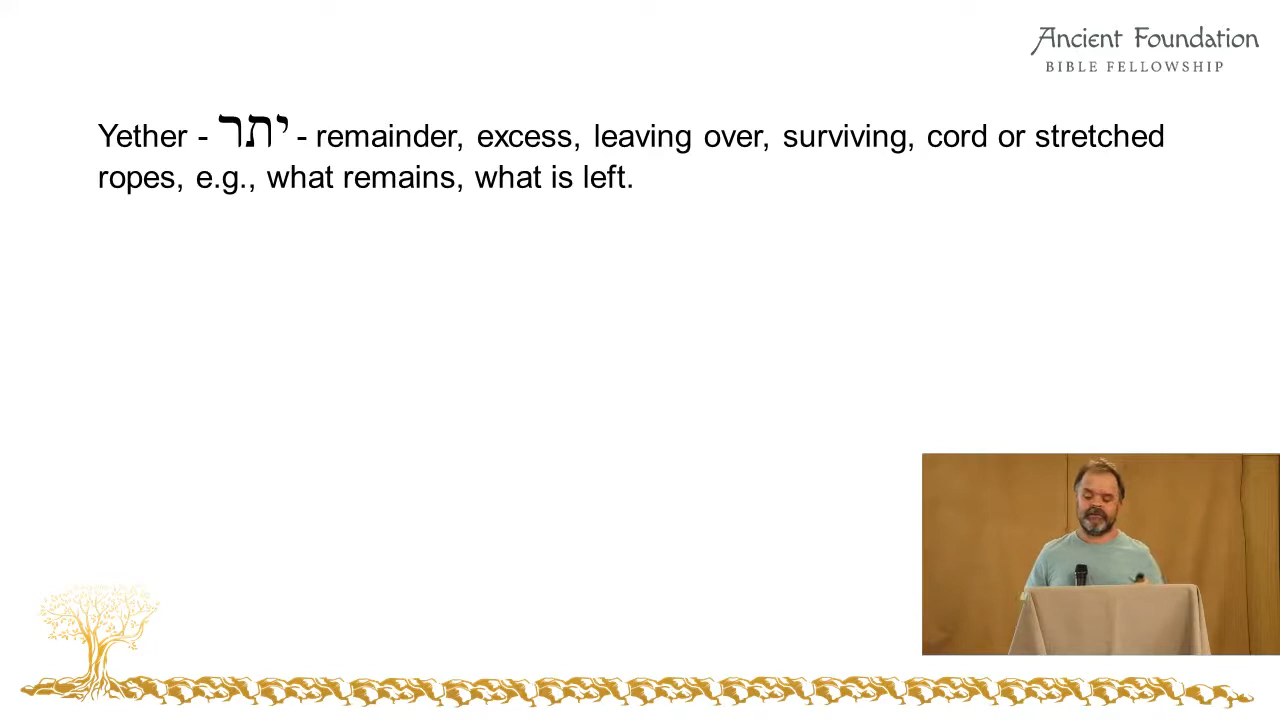 Ancient Foundation
BIBLE FELLOWSHIP
Yether - יתר - remainder, excess, leaving over, surviving, cord or stretched
ropes, e.g., what remains, what is left.